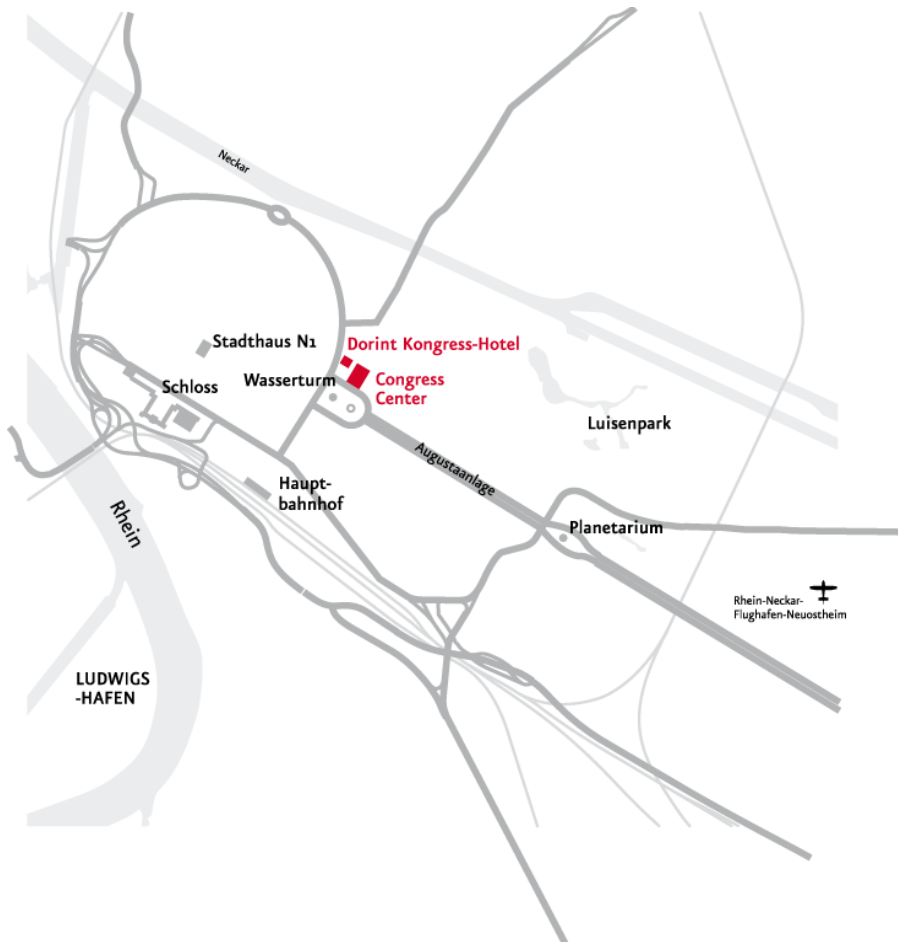 Neckar
Stadthaus N1
Dorint Kongress-Hotel
Wasserturm
Congress
Center
Schloss
Luisenpark
Augustaanlage
Haupt-
bahnhof
Rhein
Planetarium
Rhein-Neckar-
Flughafen-Neuostheim
LUDWIGS
-HAFEN